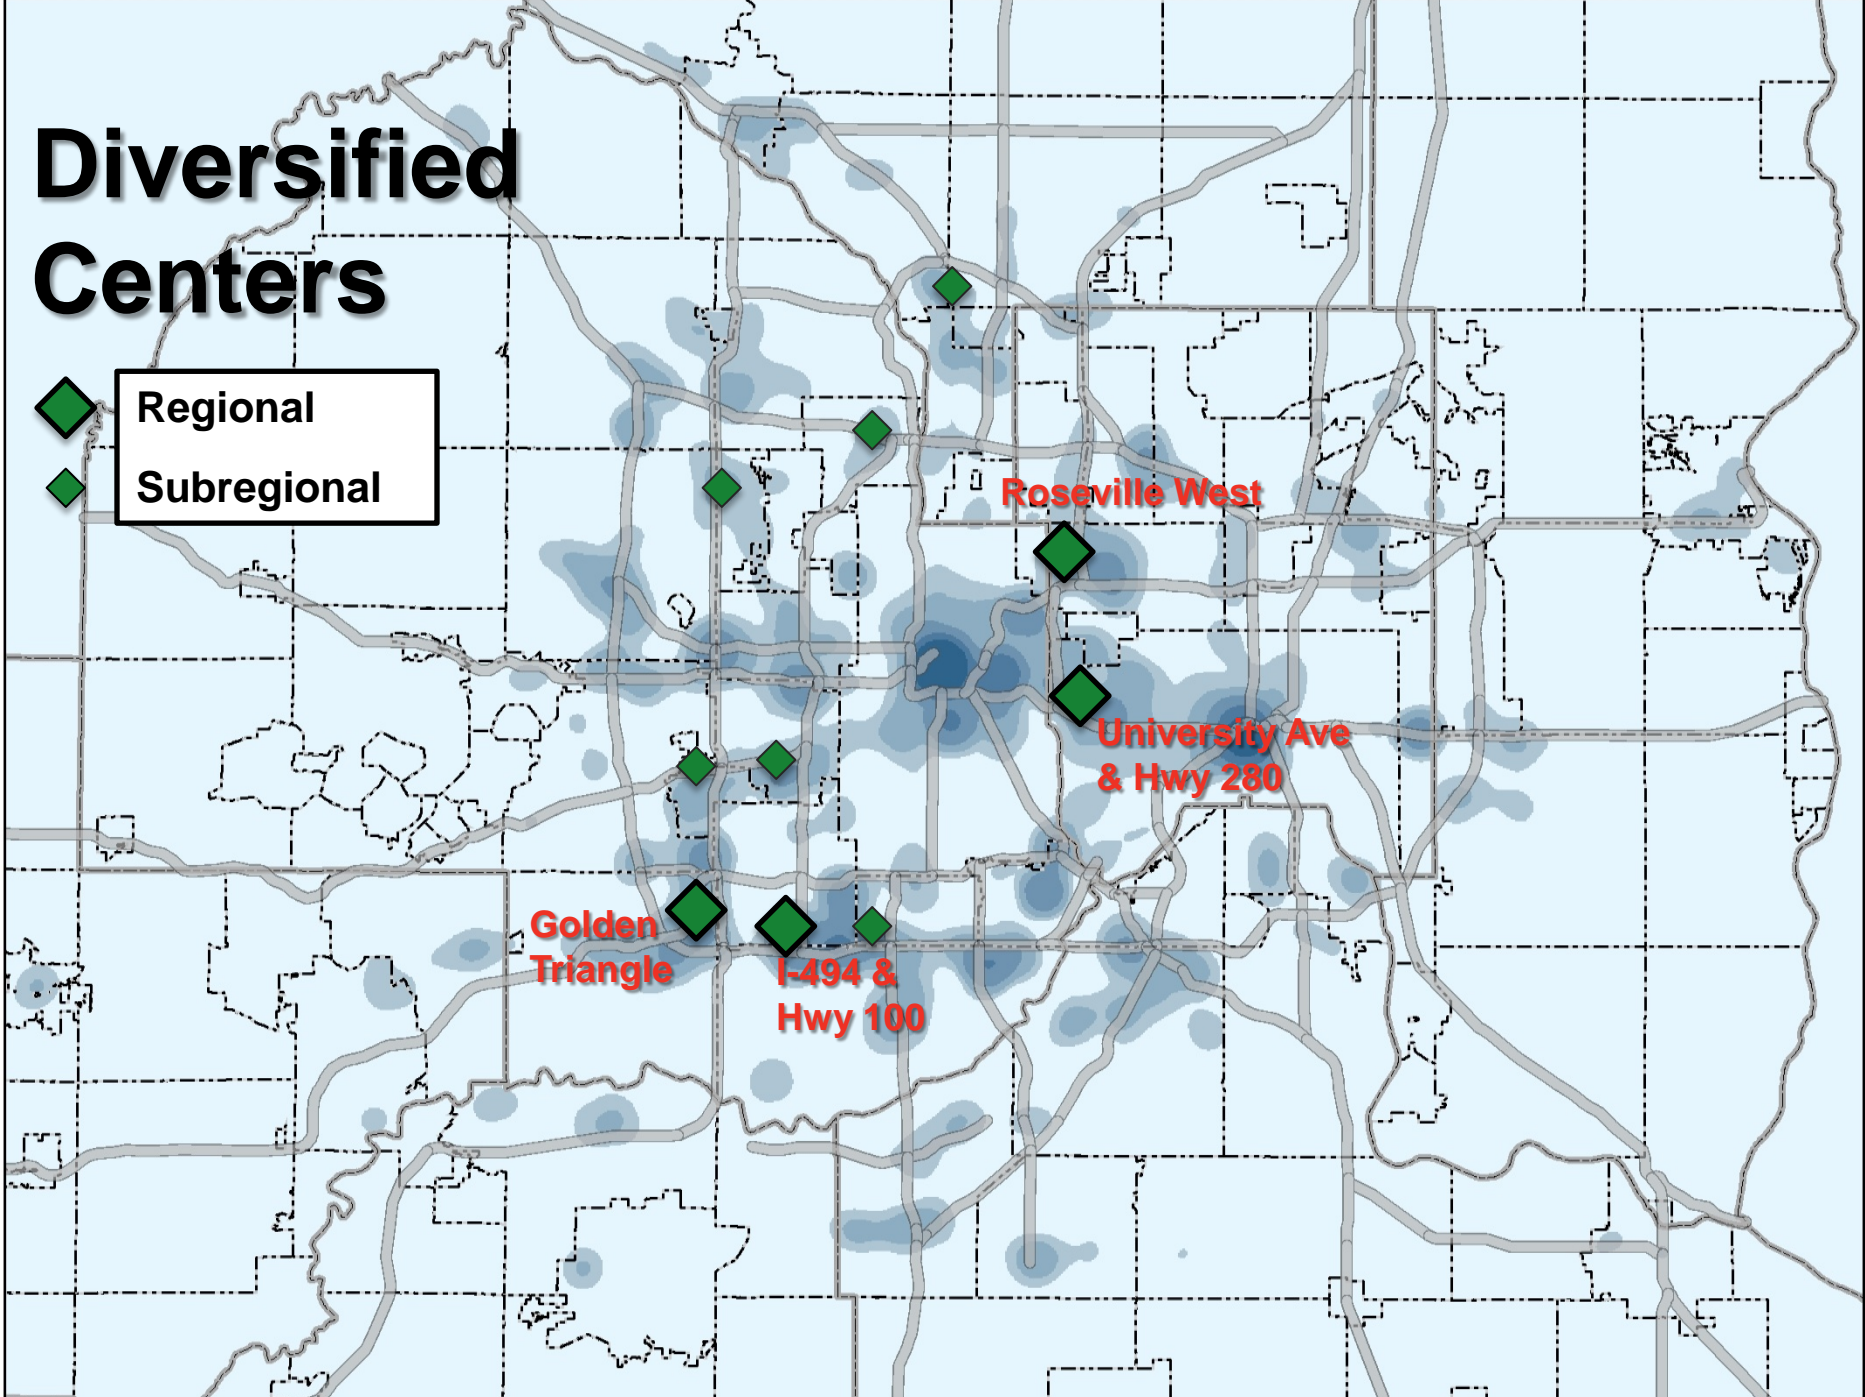 Diversified
Centers
Regional
Subregional
Roseville West
University Ave
& Hwy 280
Golden
Triangle
I-494 &
Hwy 100